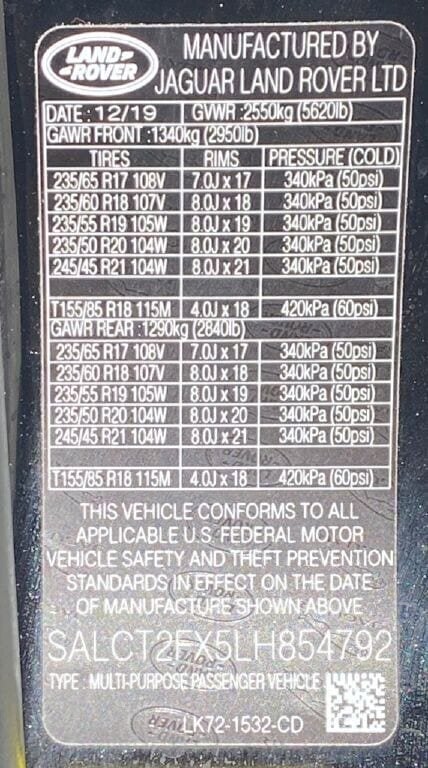 LAND-ROVER
MANUFACTURED BY
JAGUAR LAND ROVER LTD
DATE : 12/19 GVWR : 2550kg (5620lb)
GAWR FRONT :1340kg (2950lb)
TIRES RIMS PRESSURE (COLD)
235/65 R17 108V 7.0J x 17 340kPa (50psi)
235/60 R18 107V 8.0J x 18 340kPa (50psi)
235/55 R19 105W 8.0J x 19 340kPa (50psi)
235/50 R20 104W 8.0J x 20 340kPa (50psi)
245/45 R21 104W 8.0J x 21 340kPa (50psi)
T155/85 R18 115M 4.0J x 18 420kPa (60psi)
GAWR REAR :1290kg (2840lb)
235/65 R17 108V 7.0J x 17 340kPa (50psi)
235/60 R18 107V 8.0J x 18 340kPa (50psi)
235/55 R19 105W 8.0J x 19 340kPa (50psi)
235/50 R20 104W 8.0J x 20 340kPa (50psi)
245/45 R21 104W 8.0J x 21 340kPa (50psi)
T155/85 R18 115M 4.0J x 18 420kPa (60psi)
THIS VEHICLE CONFORMS TO ALL
APPLICABLE U.S. FEDERAL MOTOR
VEHICLE SAFETY AND THEFT PREVENTION
STANDARDS IN EFFECT ON THE DATE
OF MANUFACTURE SHOWN ABOVE
SALCT2FX5LH854792
TYPE : MULTI-PURPOSE PASSENGER VEHICLE
LK72-1532-CD